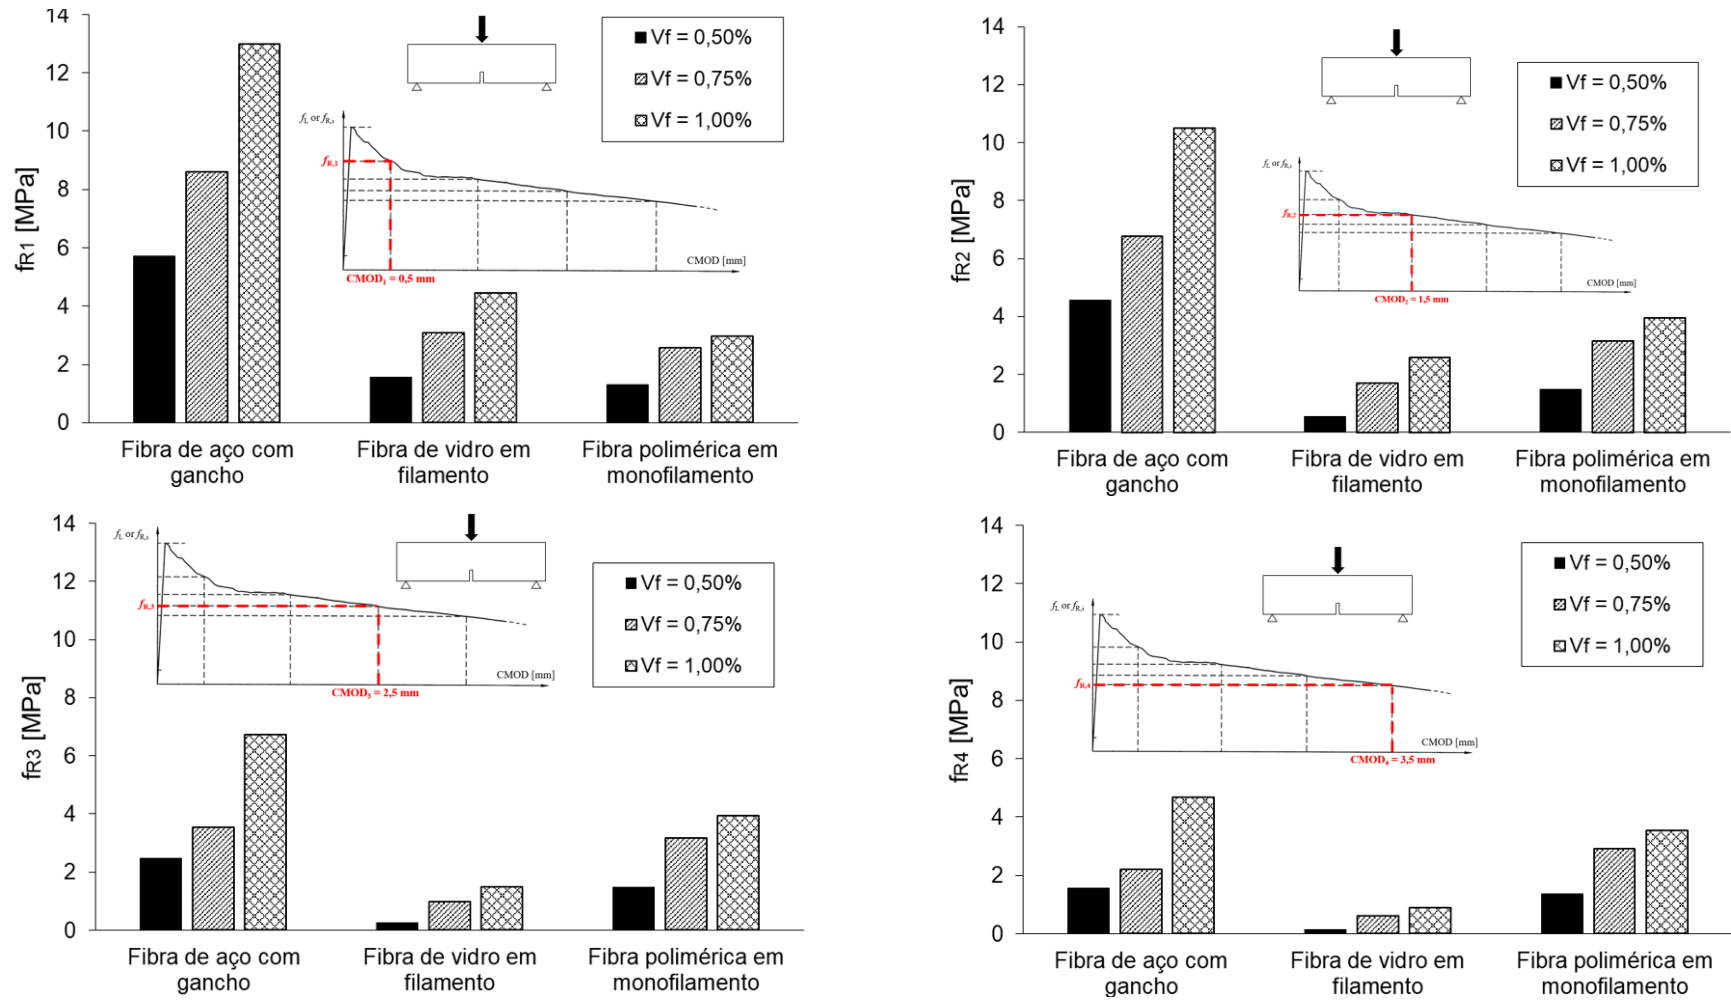 fR1 [MPa]
14
12
10
8
6
4
2
0
Vf = 0,50%
Vf = 0,75%
Vf = 1,00%
fL or fR,i
fR,1
CMOD [mm]
CMOD1 = 0,5 mm
Fibra de aço com
gancho
Fibra de vidro em
filamento
Fibra polimérica em
monofilamento
fR2 [MPa]
14
12
10
8
6
4
2
0
Vf = 0,50%
Vf = 0,75%
Vf = 1,00%
fL or fR,i
fR,2
CMOD [mm]
CMOD2 = 1,5 mm
Fibra de aço com
gancho
Fibra de vidro em
filamento
Fibra polimérica em
monofilamento
fR3 [MPa]
14
12
10
8
6
4
2
0
fL or fR,i
fR,3
CMOD [mm]
CMOD3 = 2,5 mm
Vf = 0,50%
Vf = 0,75%
Vf = 1,00%
Fibra de aço com
gancho
Fibra de vidro em
filamento
Fibra polimérica em
monofilamento
fR4 [MPa]
14
12
10
8
6
4
2
0
Vf = 0,50%
Vf = 0,75%
Vf = 1,00%
fL or fR,i
fR,4
CMOD [mm]
CMOD4 = 3,5 mm
Fibra de aço com
gancho
Fibra de vidro em
filamento
Fibra polimérica em
monofilamento